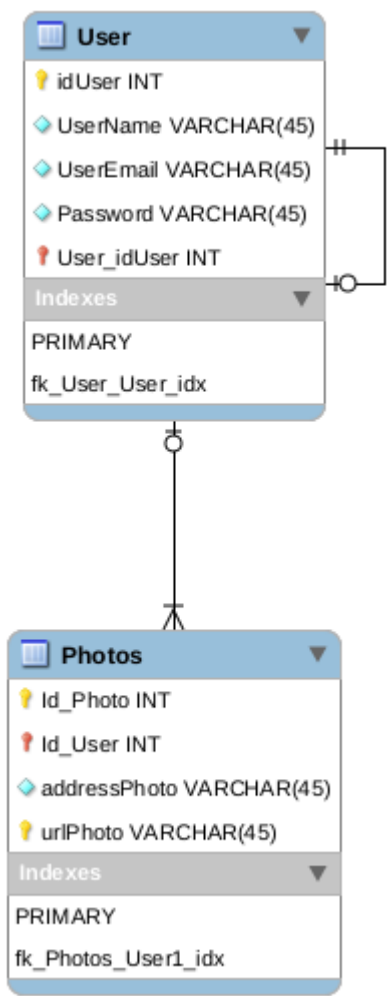 User
idUser INT
UserName VARCHAR(45)
UserEmail VARCHAR(45)
Password VARCHAR(45)
User_idUser INT
Indexes
PRIMARY
fk_User_User_idx
Photos
Id_Photo INT
Id_User INT
addressPhoto VARCHAR(45)
urlPhoto VARCHAR(45)
Indexes
PRIMARY
fk_Photos_User1_idx